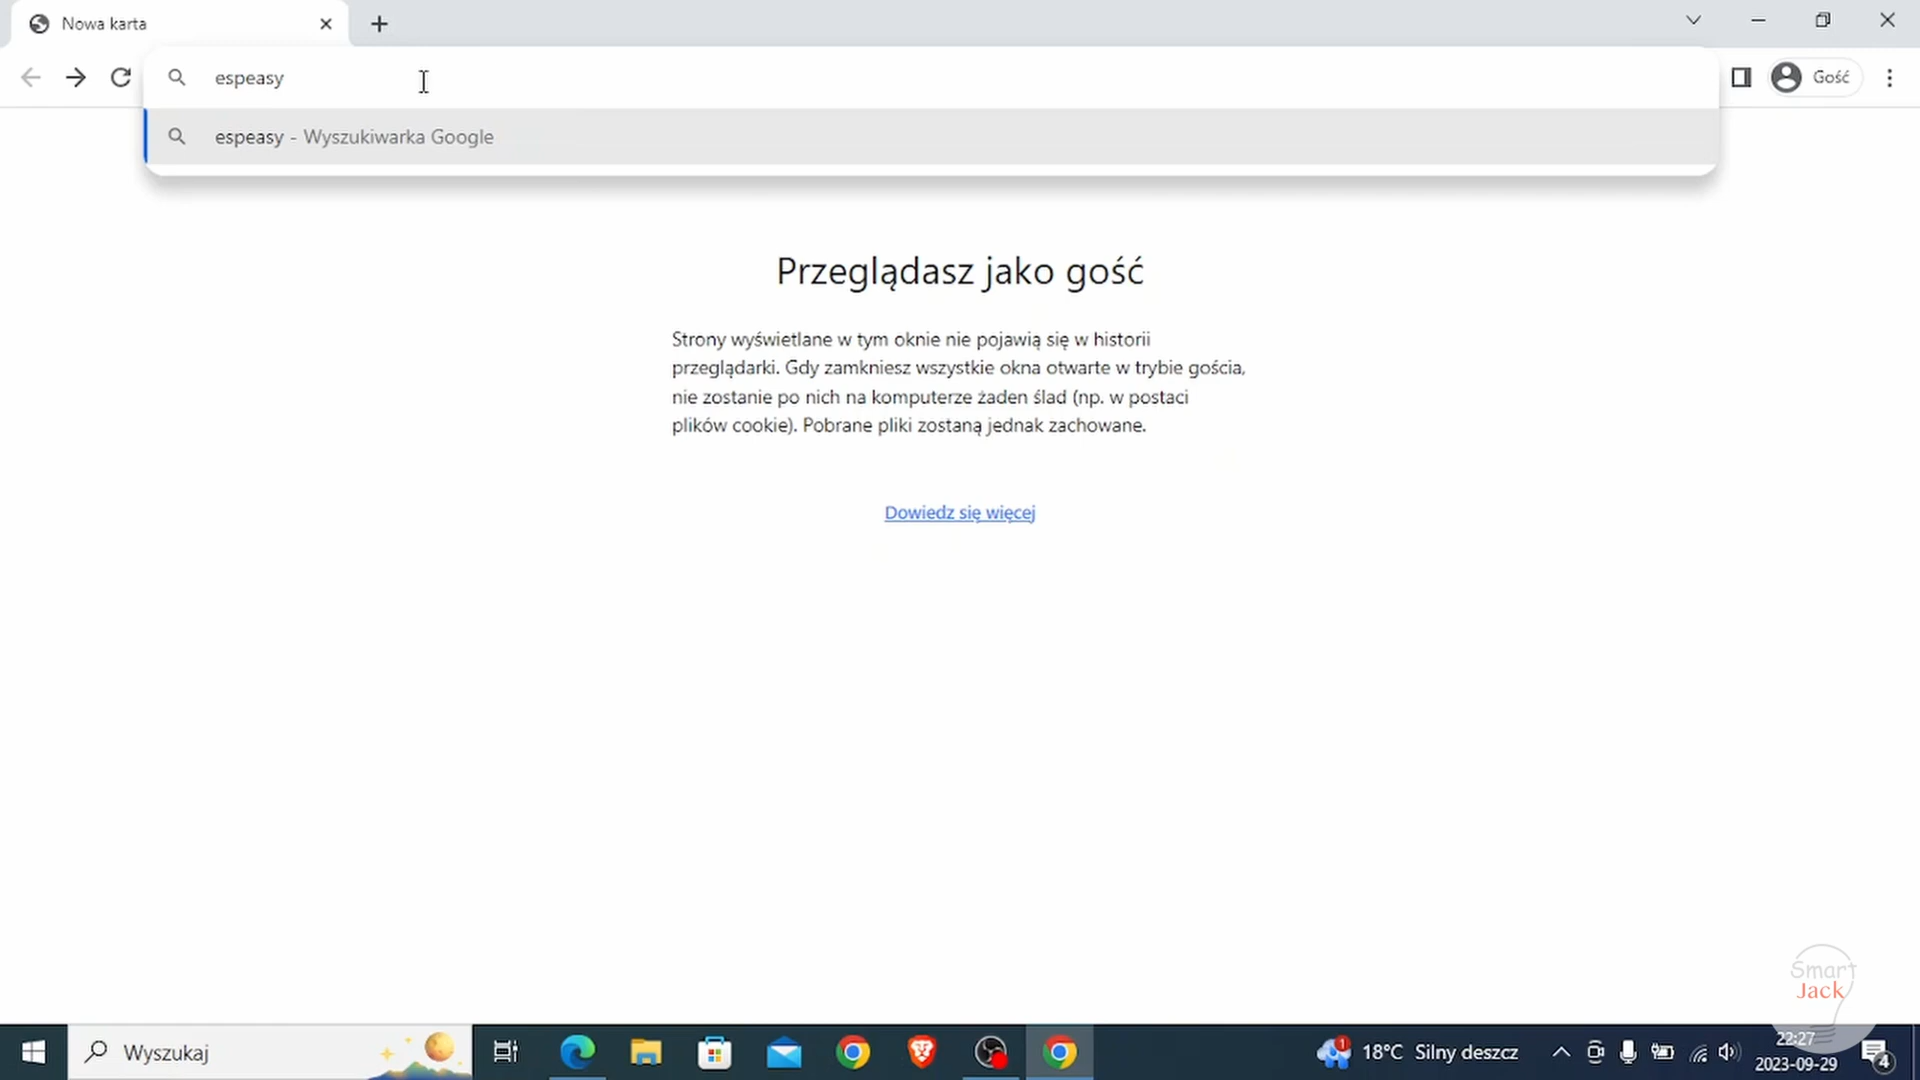 Nowa karta
espeasy
Gość
espeasy - Wyszukiwarka Google
Przeglądasz jako gość
Strony wyświetlane w tym oknie nie pojawią się w historii
przeglądarki. Gdy zamkniesz wszystkie okna otwarte w trybie gościa,
nie zostanie po nich na komputerze żaden ślad (np. w postaci
plików cookie). Pobrane pliki zostaną jednak zachowane.
Dowiedz się więcej
Smart
Jack
Wyszukaj
1
18°C Silny deszcz
22:27
2023-09-29
4